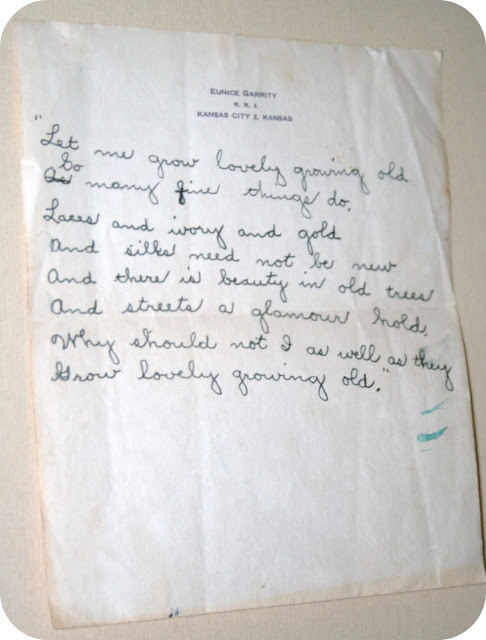 EUNICE GARRITY
R. R. 4
KANSAS CITY 2, KANSAS
"Let me grow lovely growing old
So
As many fine things do,
Laces and ivory and gold
And silks need not be new
And there is beauty in old trees
And streets a glamour hold,
Why should not I as well as they
Grow lovely growing old."